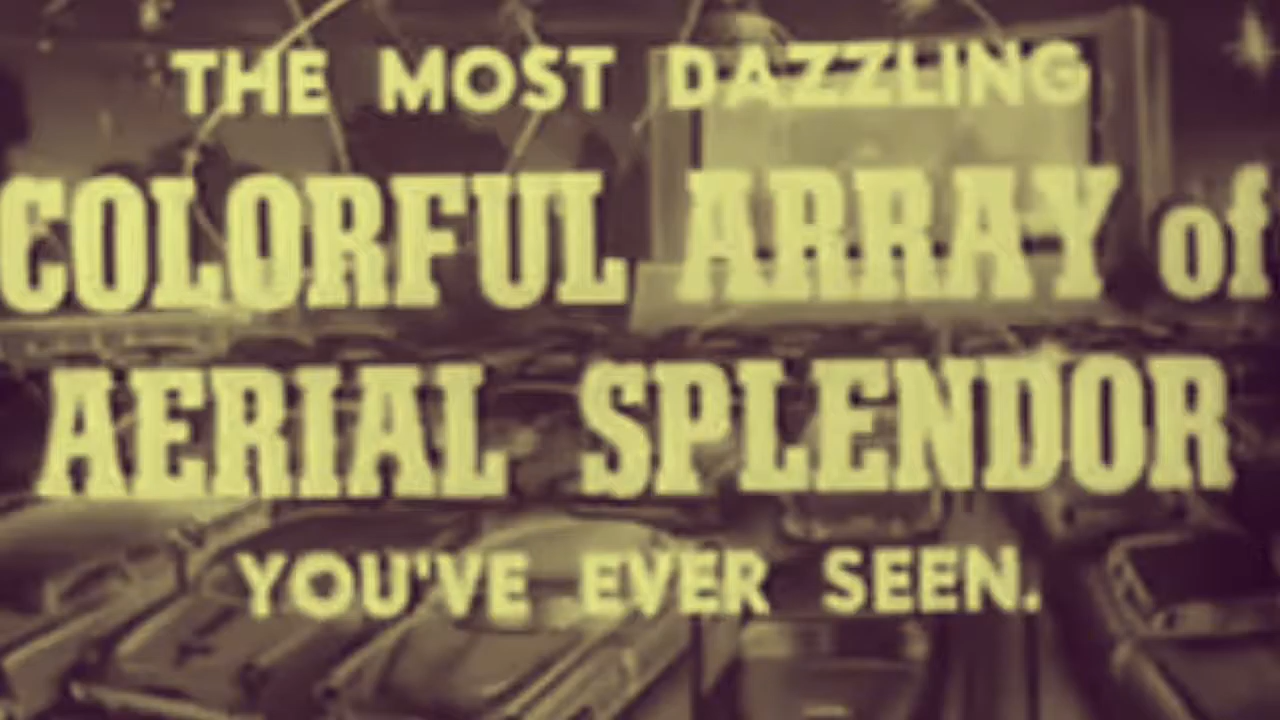 THE MOST DAZZLING
COLORFUL ARRAY of
AERIAL SPLENDOR
YOU'VE EVER SEEN.